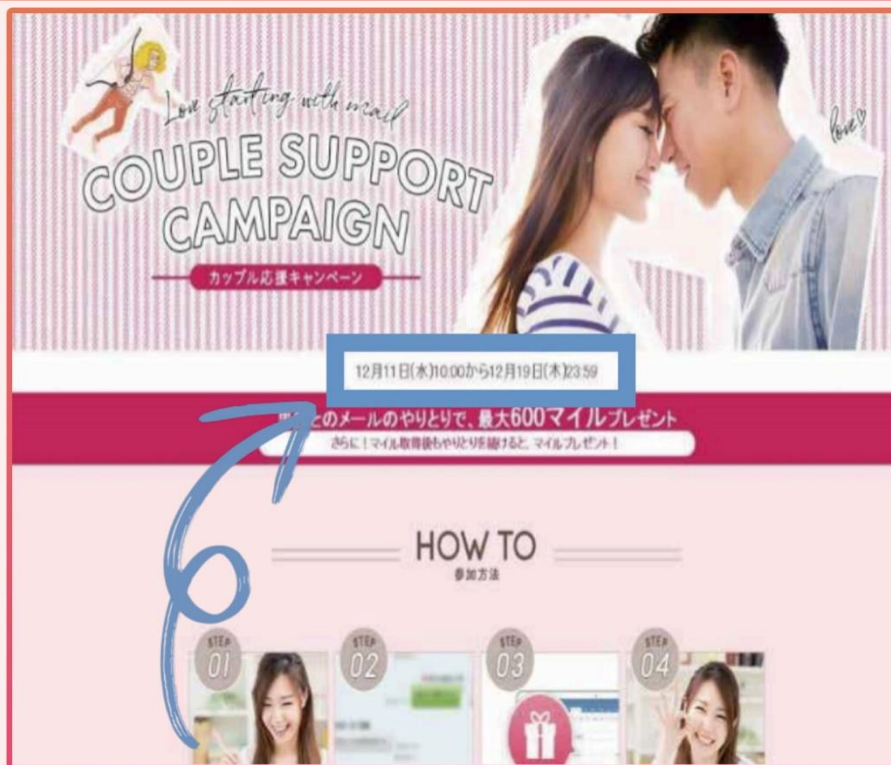 Love starting with mail
COUPLE SUPPORT
CAMPAIGN
カップル応援キャンペーン
love♡
12月11日(水)10:00から12月19日(木)23:59
とのメールのやりとりで、最大600マイルプレゼント
さらに！マイル取得後もやりとりを続けると、マイルプレゼント！
HOW TO
参加方法
STEP 01
STEP 02
STEP 03
STEP 04